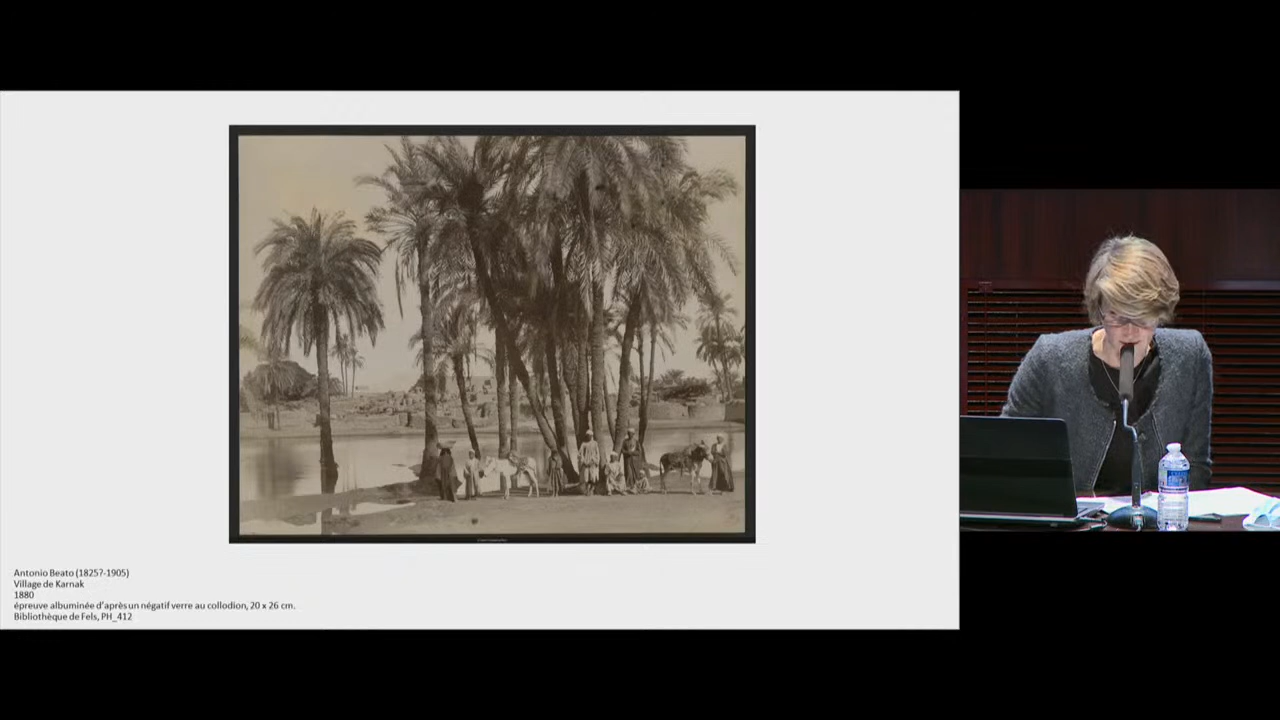 Antonio Beato (1825?-1905)
Village de Karnak
1880
épreuve albuminée d'après un négatif verre au collodion, 20 x 26 cm.
Bibliothèque de Fels, PH_412